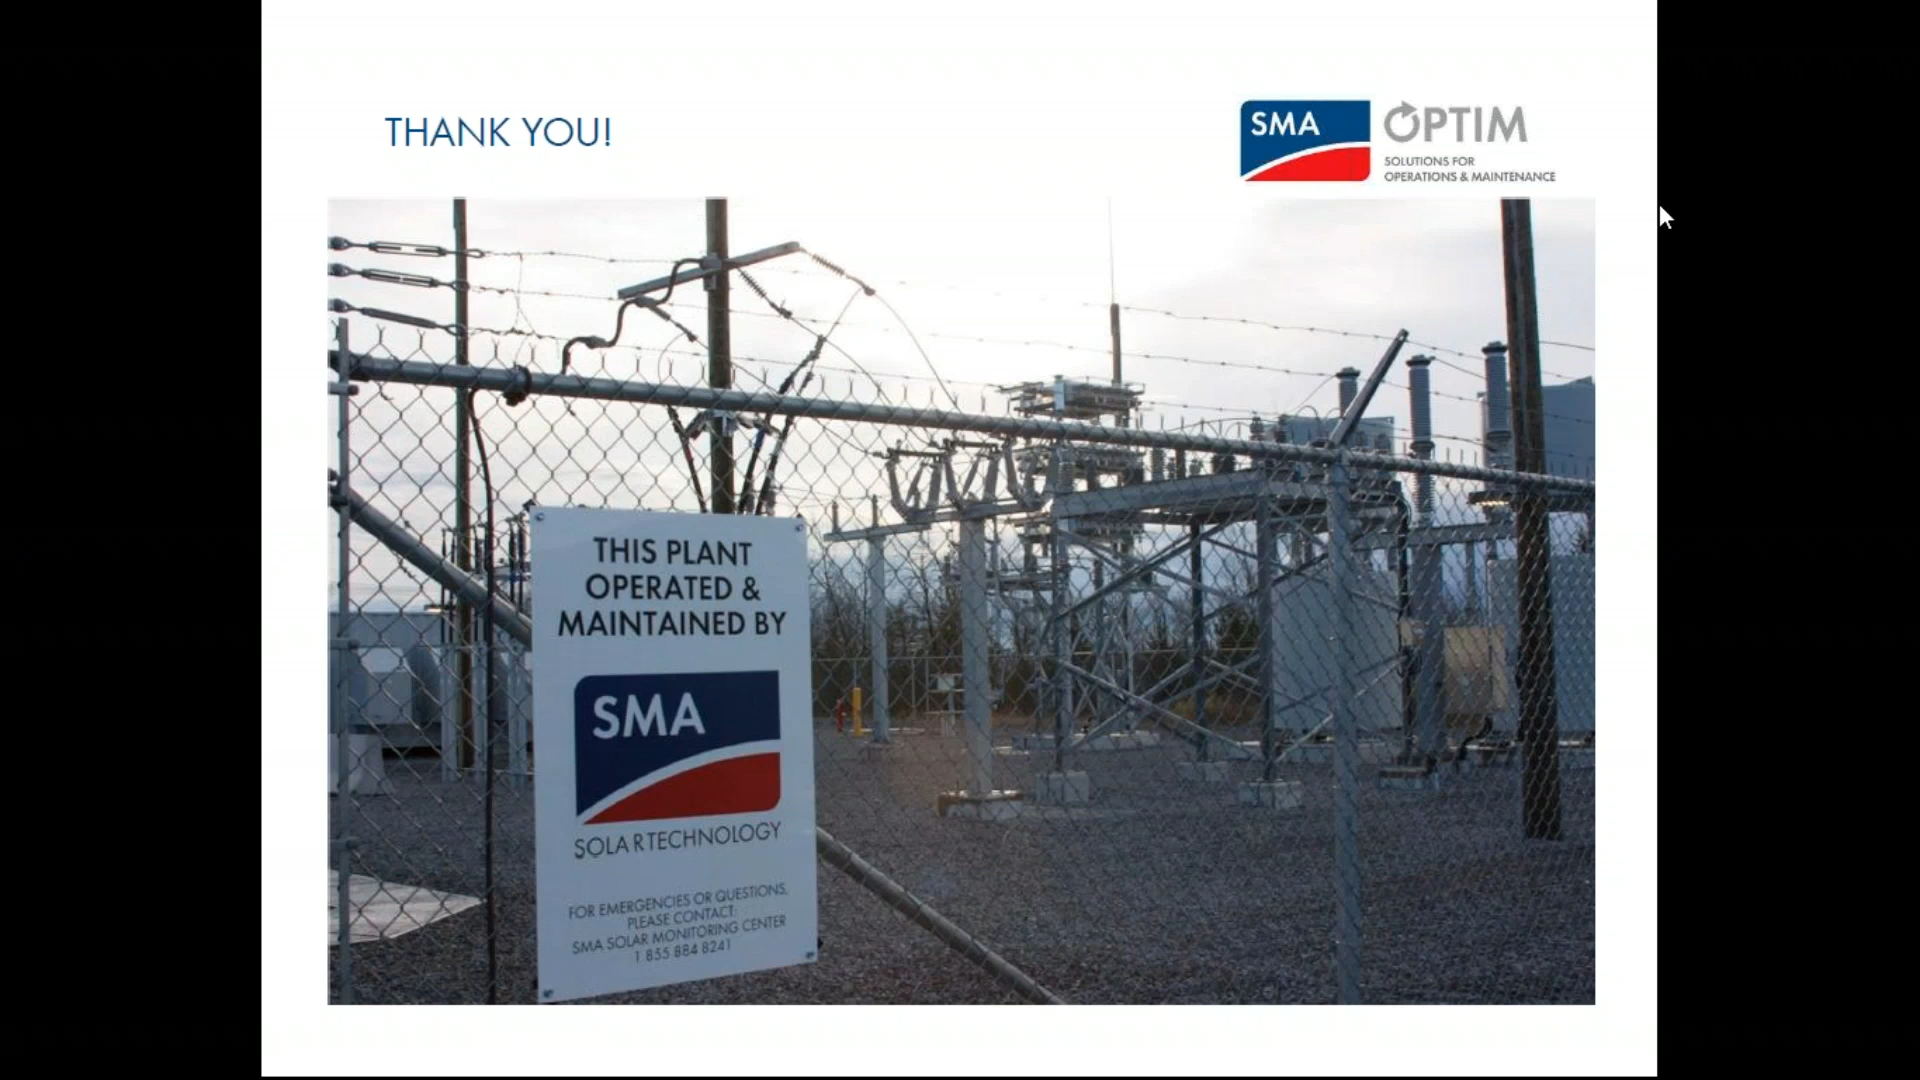 THANK YOU!
SMA
OPTIM
SOLUTIONS FOR
OPERATIONS & MAINTENANCE
THIS PLANT
OPERATED &
MAINTAINED BY
SMA
SOLAR TECHNOLOGY
FOR EMERGENCIES OR QUESTIONS,
PLEASE CONTACT:
SMA SOLAR MONITORING CENTER
1 855 884 8241